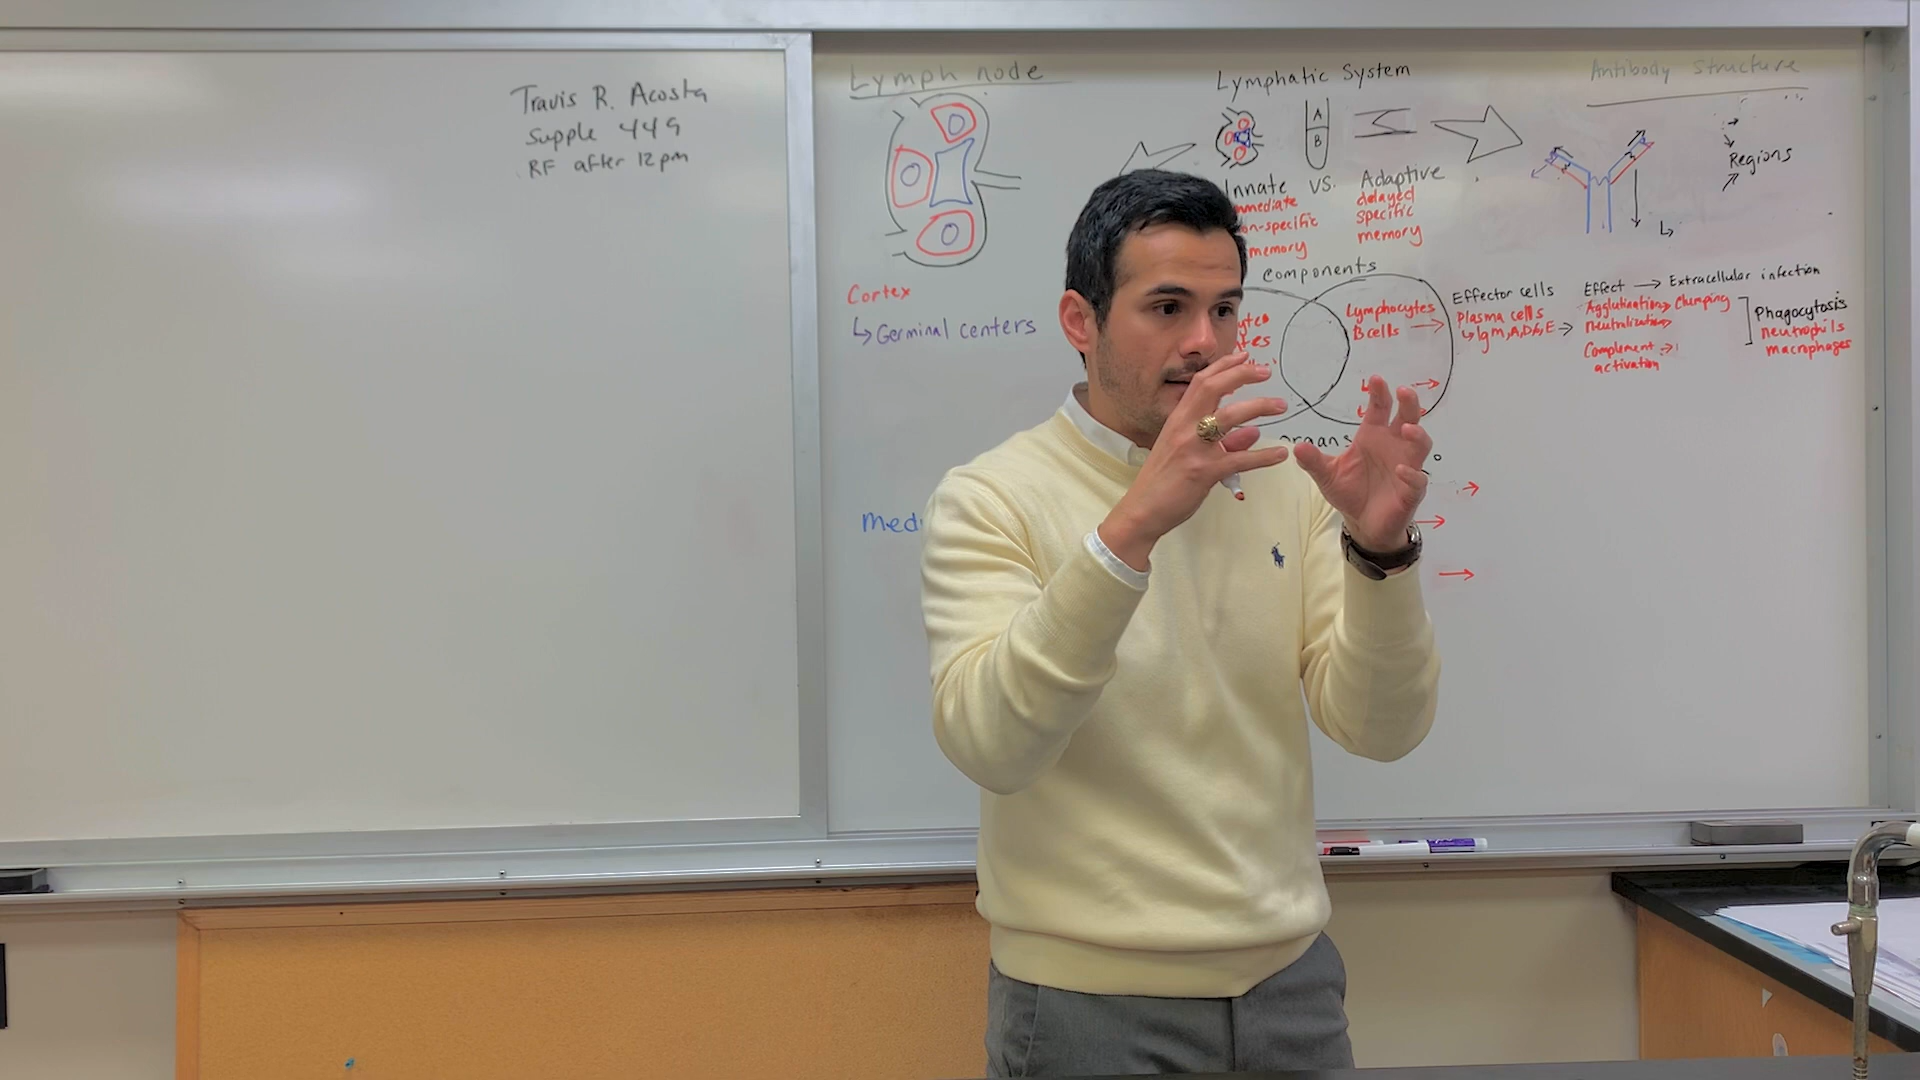 Travis R. Acosta
Supple 449
RF after 12pm
Lymph node
Cortex
↳ Germinal centers
Lymphatic System
A
B
Innate vs. Adaptive
delayed
specific
memory
memory
components
Lymphocytes
B cells →
organs
Effector cells
Plasma cells
Effect → Extracellular infection
Agglutination → Clumping
neutralization
Complement
activation
Phagocytosis
neutrophils
macrophages
Antibody Structure
Regions